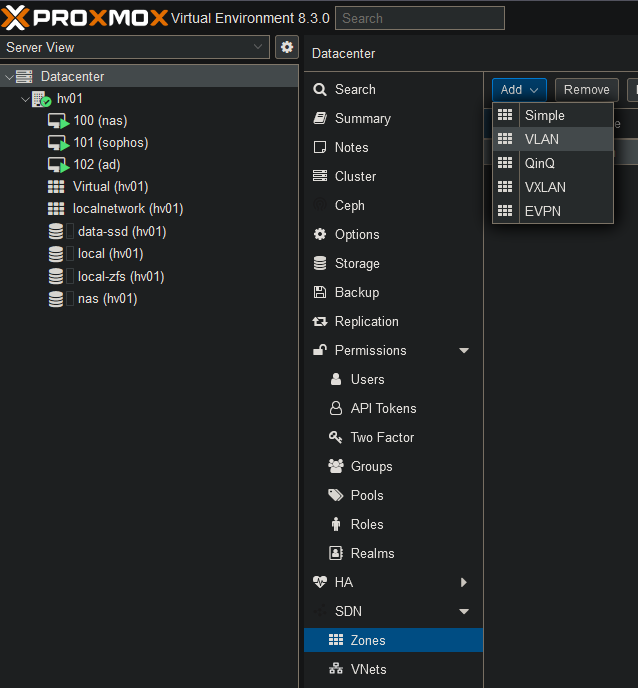 PROXMOX Virtual Environment 8.3.0 Search
Server View
Datacenter
hv01
100 (nas)
101 (sophos)
102 (ad)
Virtual (hv01)
localnetwork (hv01)
data-ssd (hv01)
local (hv01)
local-zfs (hv01)
nas (hv01)
Datacenter
Search
Summary
Notes
Cluster
Ceph
Options
Storage
Backup
Replication
Permissions
Users
API Tokens
Two Factor
Groups
Pools
Roles
Realms
HA
SDN
Zones
VNets
Add Remove
Simple
VLAN
QinQ
VXLAN
EVPN